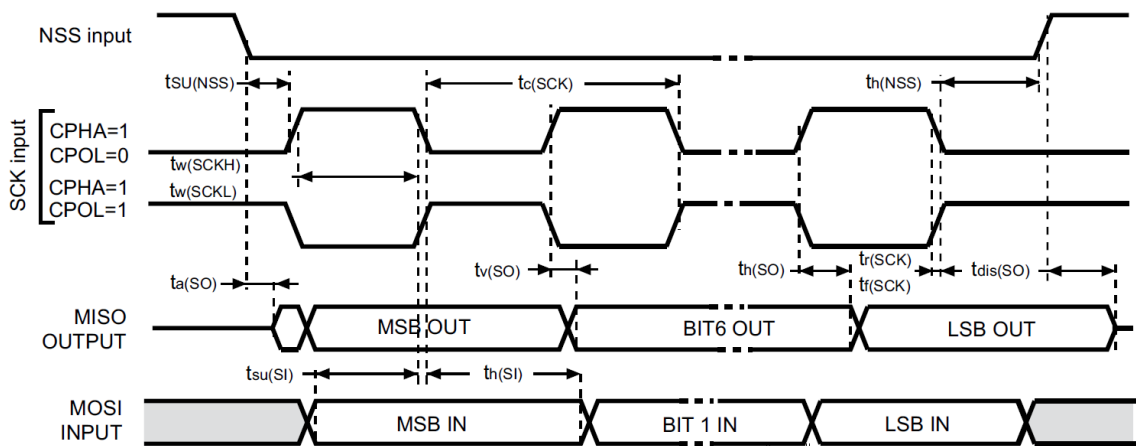 NSS input
tSU(NSS)
tc(SCK)
th(NSS)
SCK input
CPHA=1
CPOL=0
tw(SCKH)
CPHA=1
tw(SCKL)
CPOL=1
ta(SO)
tv(SO)
th(SO)
tr(SCK)
tf(SCK)
tdis(SO)
MISO
OUTPUT
MSB OUT
BIT6 OUT
LSB OUT
tsu(SI)
th(SI)
MOSI
INPUT
MSB IN
BIT 1 IN
LSB IN